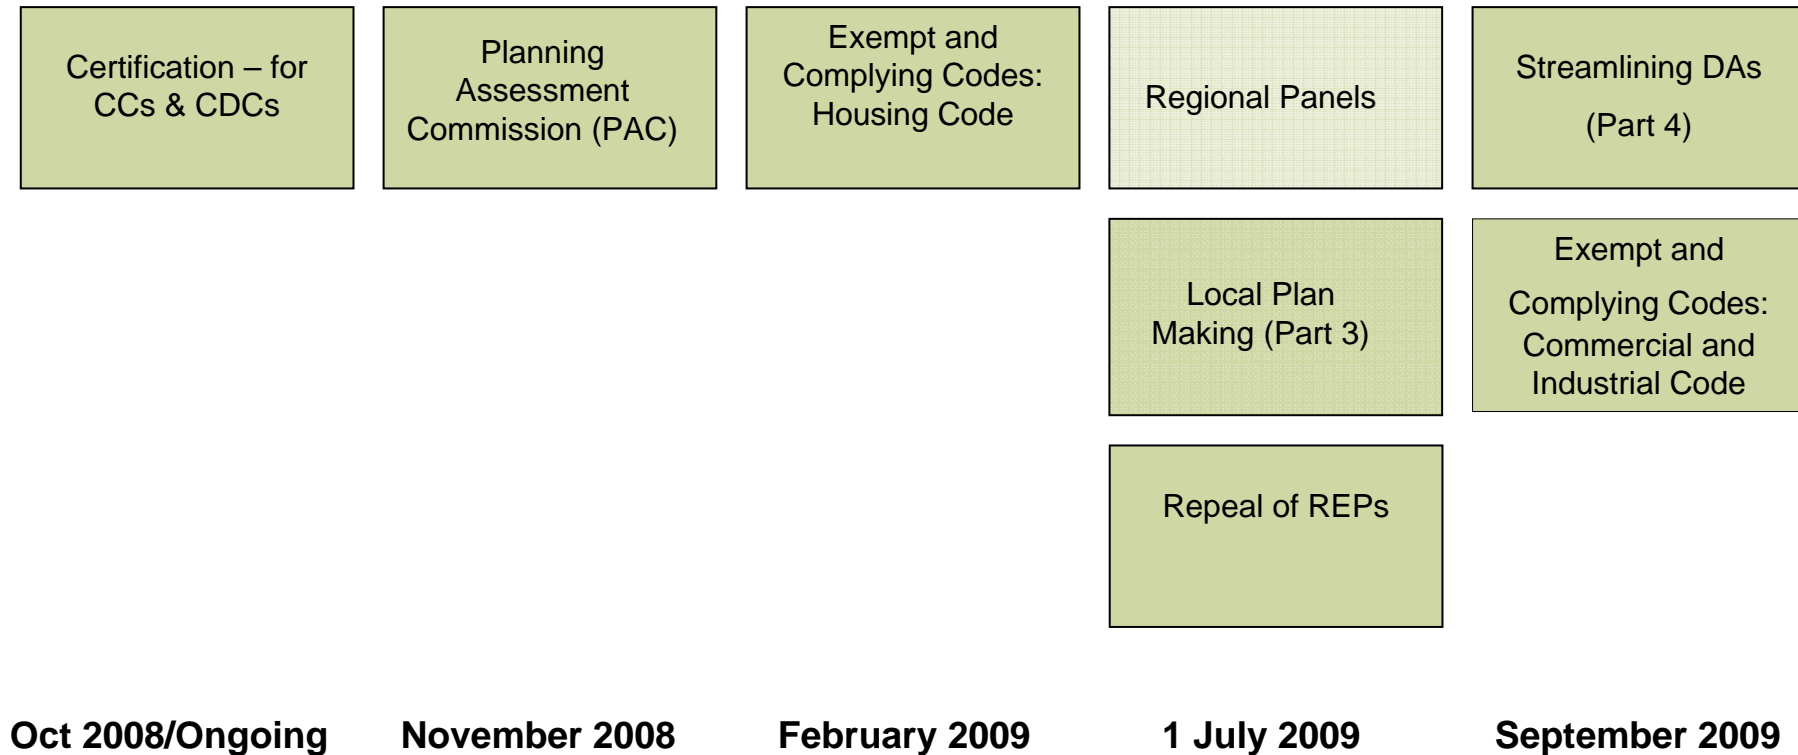 Certification – for
CCs & CDCs
Planning
Assessment
Commission (PAC)
Exempt and
Complying Codes:
Housing Code
Regional Panels
Streamlining DAs
(Part 4)
Local Plan
Making (Part 3)
Exempt and
Complying Codes:
Commercial and
Industrial Code
Repeal of REPs
Oct 2008/Ongoing
November 2008
February 2009
1 July 2009
September 2009